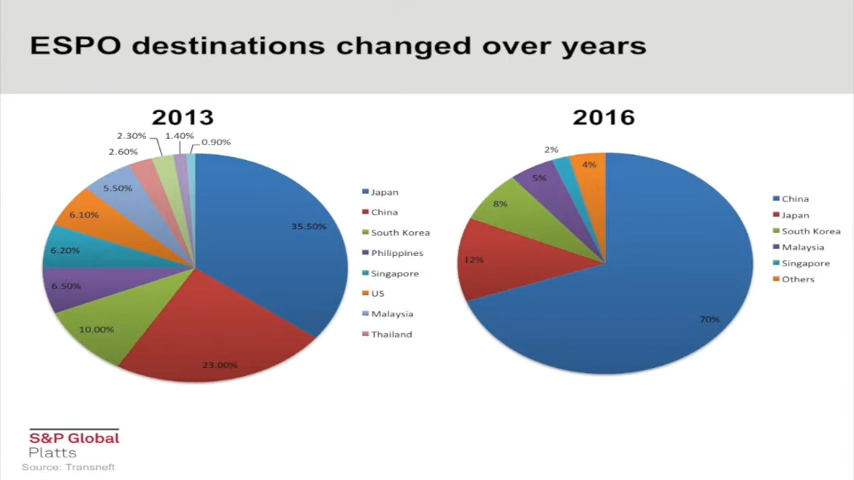 ESPO destinations changed over years
2013
2.30%
1.40%
0.90%
2.60%
5.50%
6.10%
6.20%
6.50%
10.00%
23.00%
35.50%
Japan
China
South Korea
Philippines
Singapore
US
Malaysia
Thailand
2016
2%
4%
5%
8%
12%
70%
China
Japan
South Korea
Malaysia
Singapore
Others
S&P Global
Platts
Source: Transneft